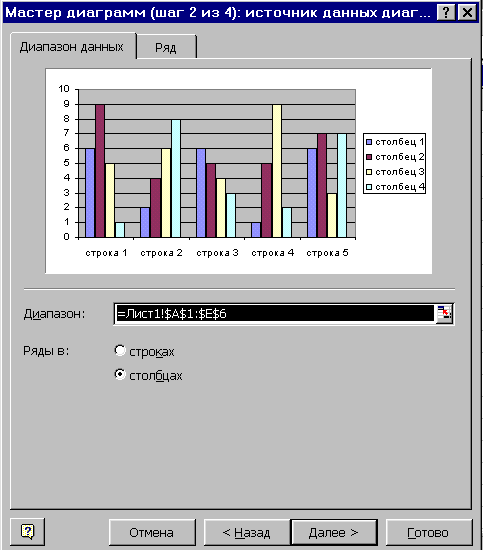 Мастер диаграмм (шаг 2 из 4): источник данных диаг...
Диапазон данных
Ряд
10
9
8
7
6
5
4
3
2
1
0
строка 1 строка 2 строка 3 строка 4 строка 5
столбец 1
столбец 2
столбец 3
столбец 4
Диапазон: =Лист1!$A$1:$E$6
Ряды в: строках
столбцах
Отмена < Назад Далее > Готово